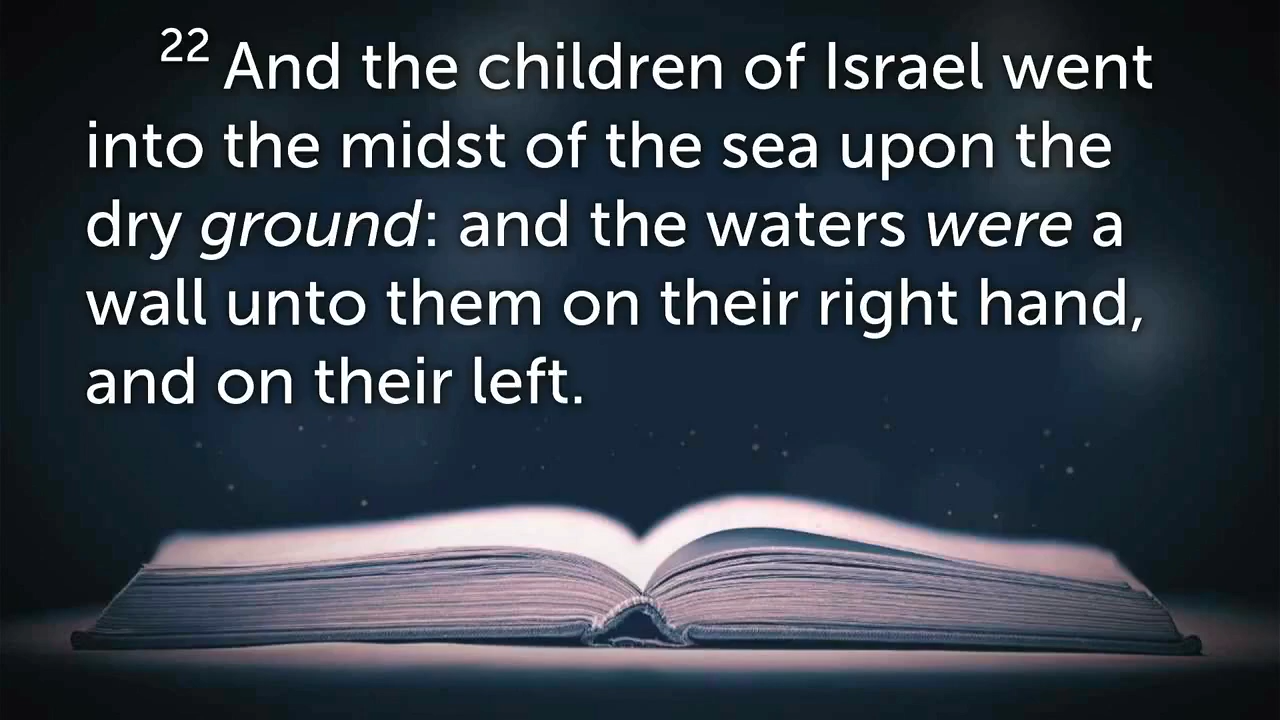 22 And the children of Israel went
into the midst of the sea upon the
dry ground: and the waters were a
wall unto them on their right hand,
and on their left.